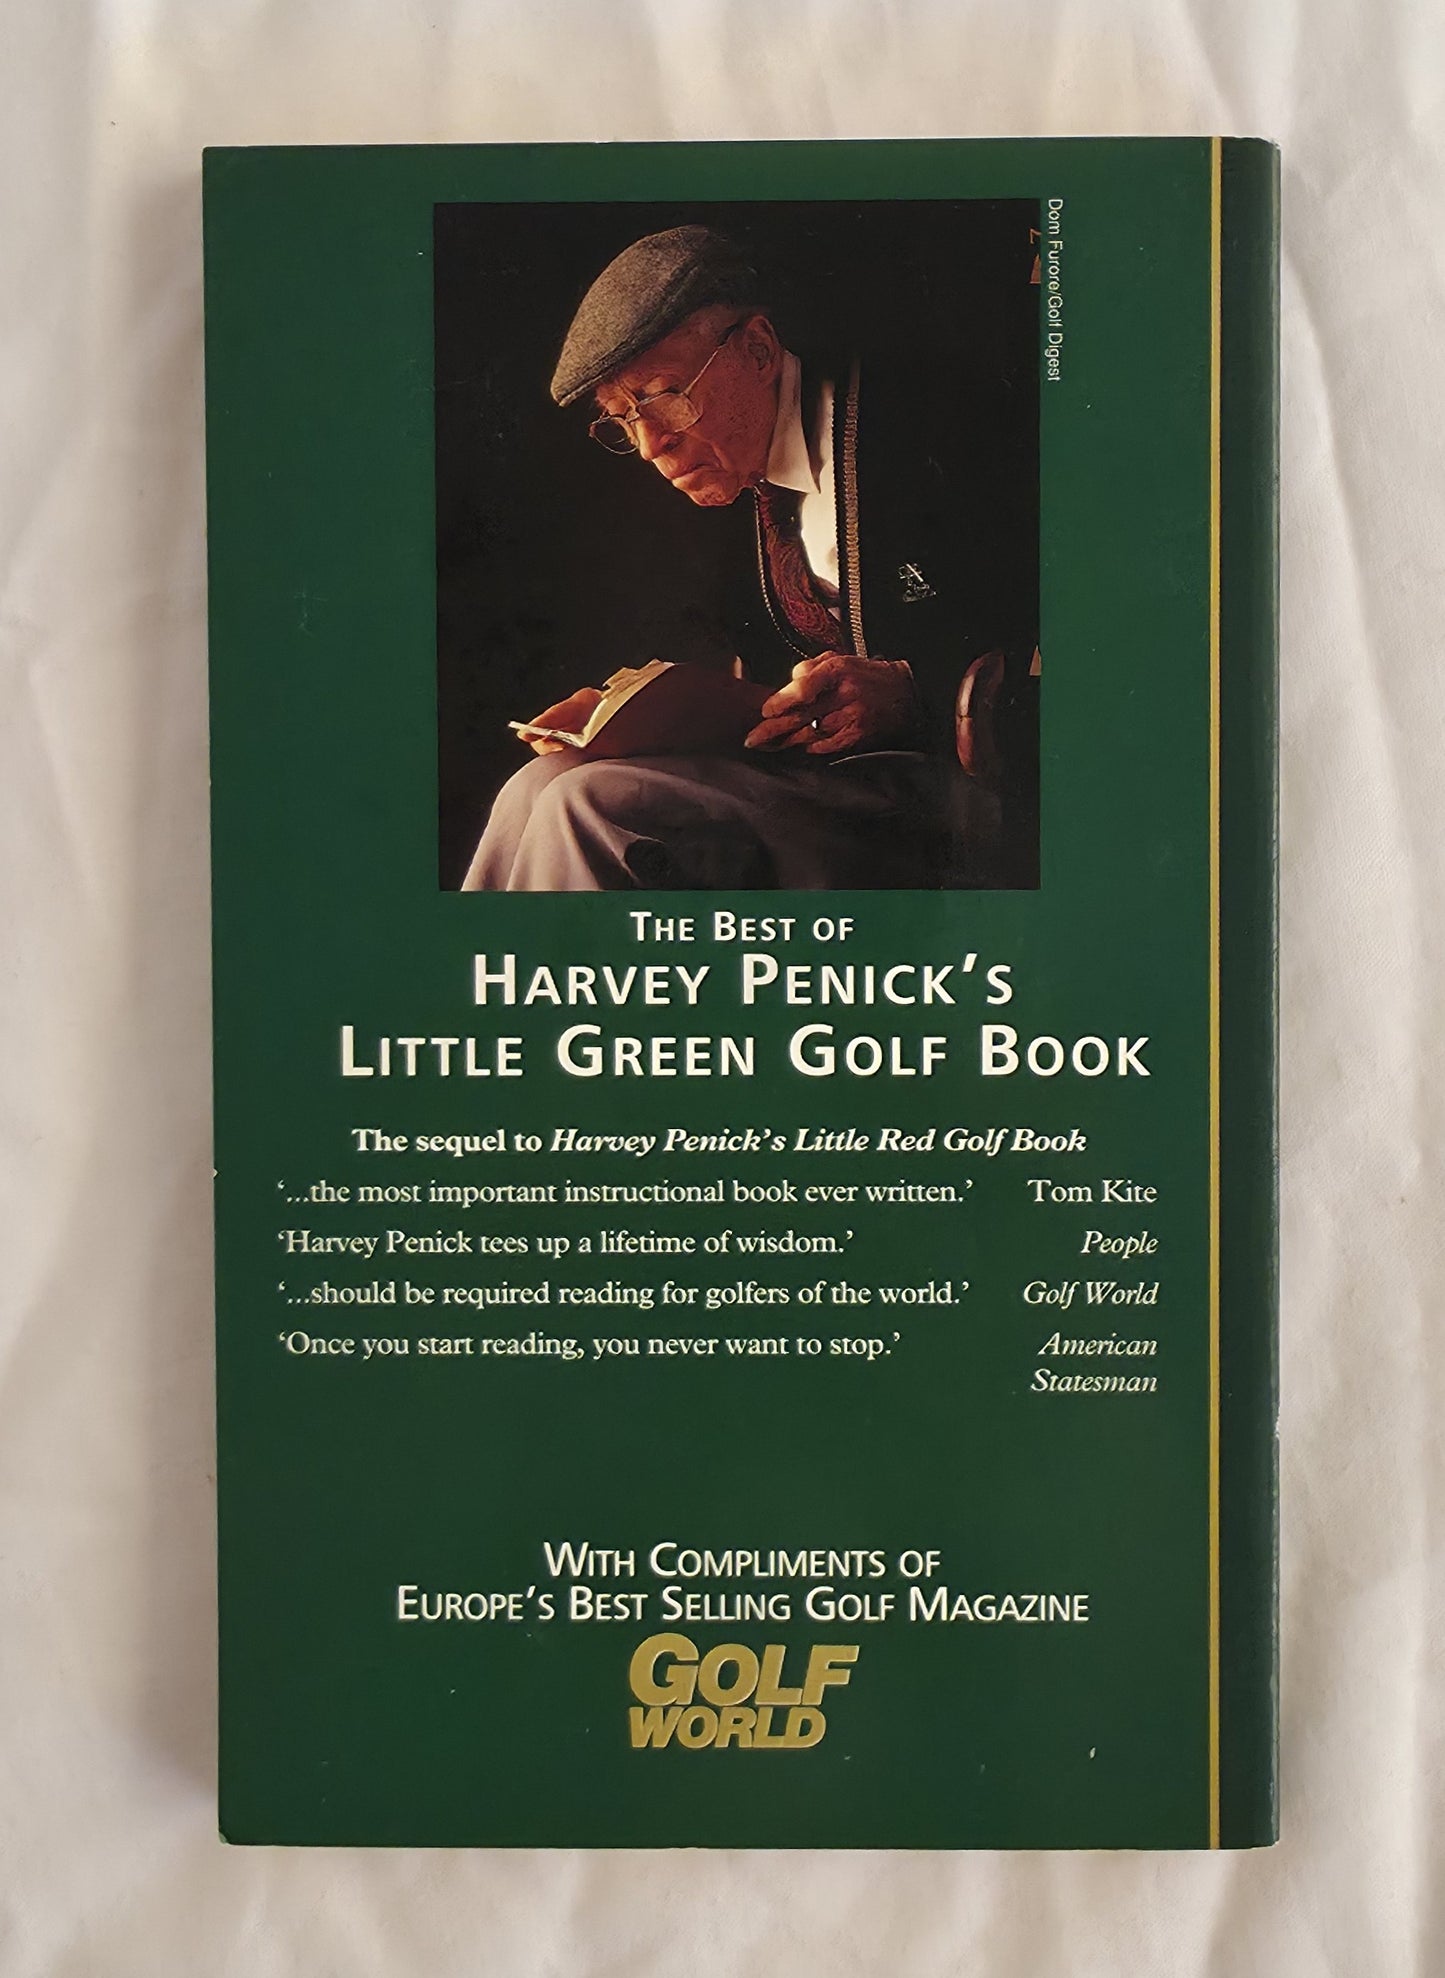 Dom Furore/Golf Digest
THE BEST OF
HARVEY PENICK'S
LITTLE GREEN GOLF BOOK
The sequel to Harvey Penick's Little Red Golf Book
'...the most important instructional book ever written.' Tom Kite
'Harvey Penick tees up a lifetime of wisdom.' People
'...should be required reading for golfers of the world.' Golf World
'Once you start reading, you never want to stop.' American
Statesman
WITH COMPLIMENTS OF
EUROPE'S BEST SELLING GOLF MAGAZINE
GOLF
WORLD